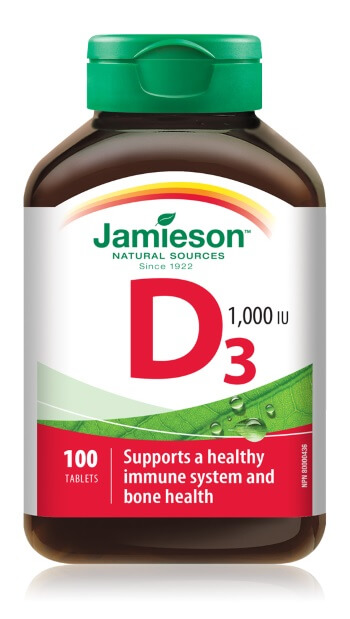 Jamieson™
NATURAL SOURCES
Since 1922
D3
1,000 IU
100
TABLETS
Supports a healthy
immune system and
bone health
NPN 80000436